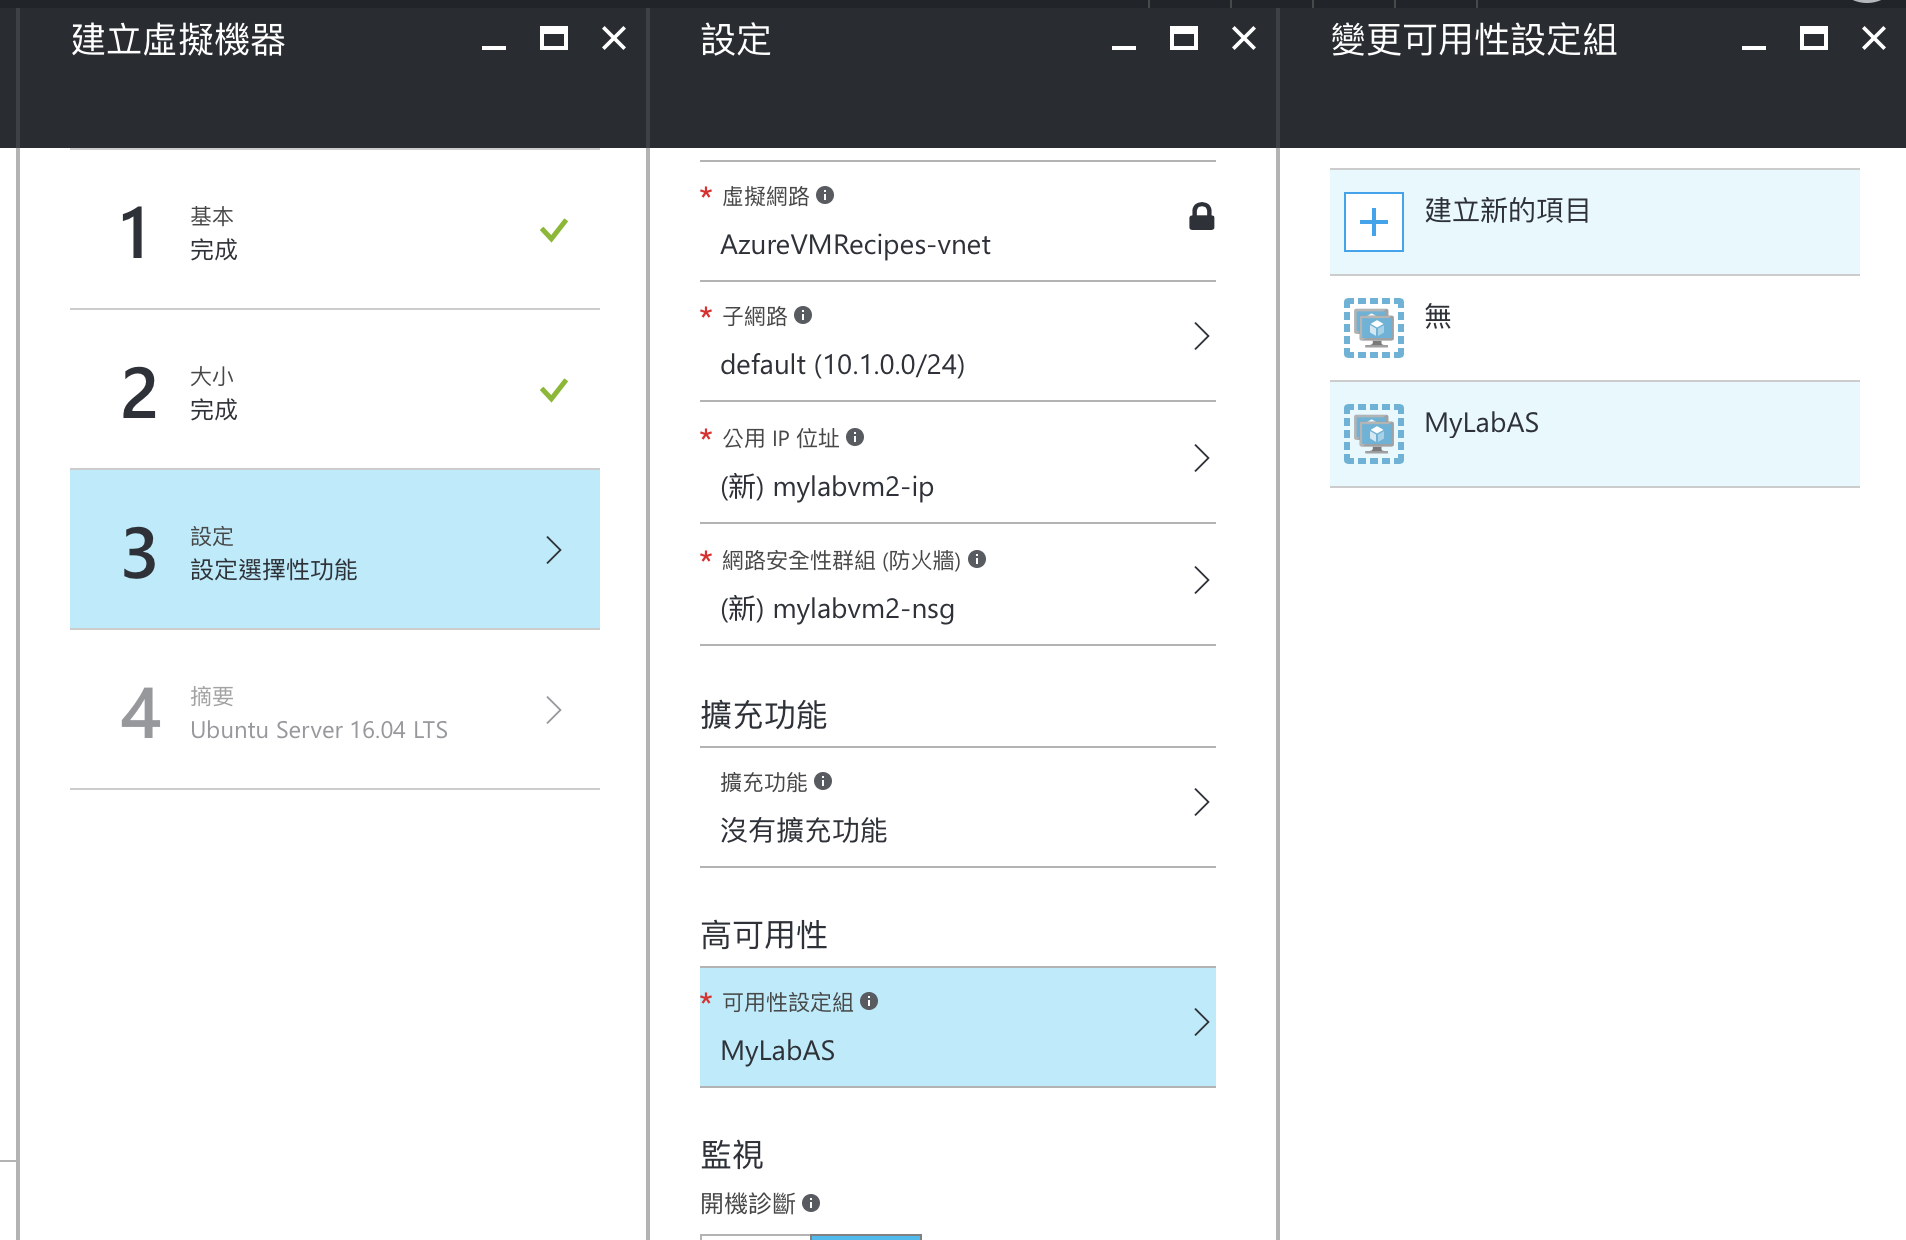 建立虛擬機器
1
基本
完成
2
大小
完成
3
設定
設定選擇性功能
4
摘要
Ubuntu Server 16.04 LTS
設定
* 虛擬網路
AzureVMRecipes-vnet
* 子網路
default (10.1.0.0/24)
* 公用 IP 位址
(新) mylabvm2-ip
* 網路安全性群組 (防火牆)
(新) mylabvm2-nsg
擴充功能
擴充功能
沒有擴充功能
高可用性
* 可用性設定組
MyLabAS
監視
開機診斷
變更可用性設定組
建立新的項目
無
MyLabAS